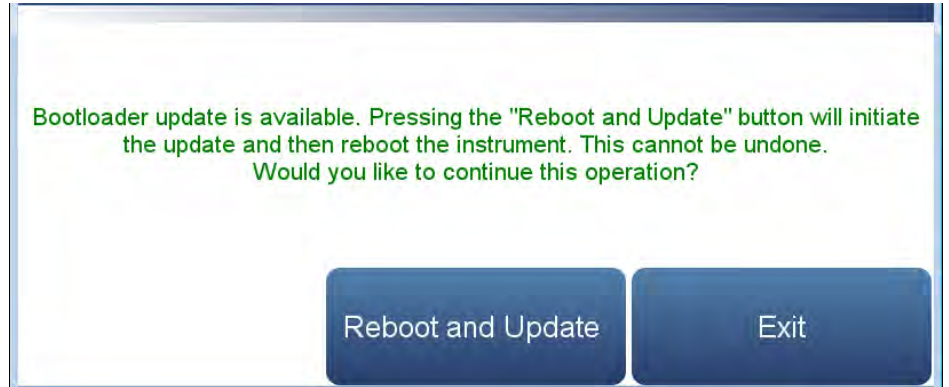 Bootloader update is available. Pressing the "Reboot and Update" button will initiate
the update and then reboot the instrument. This cannot be undone.
Would you like to continue this operation?
Reboot and Update
Exit